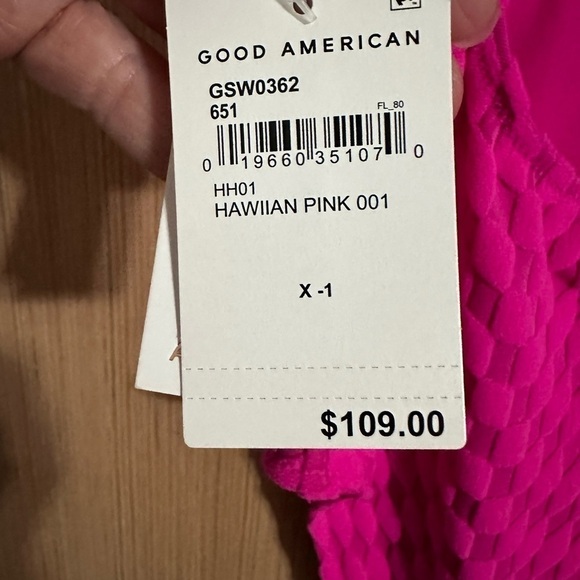 GOOD AMERICAN
GSW0362
651
FL_80
0 19660 35107 0
HH01
HAWIIAN PINK 001
X -1
$109.00